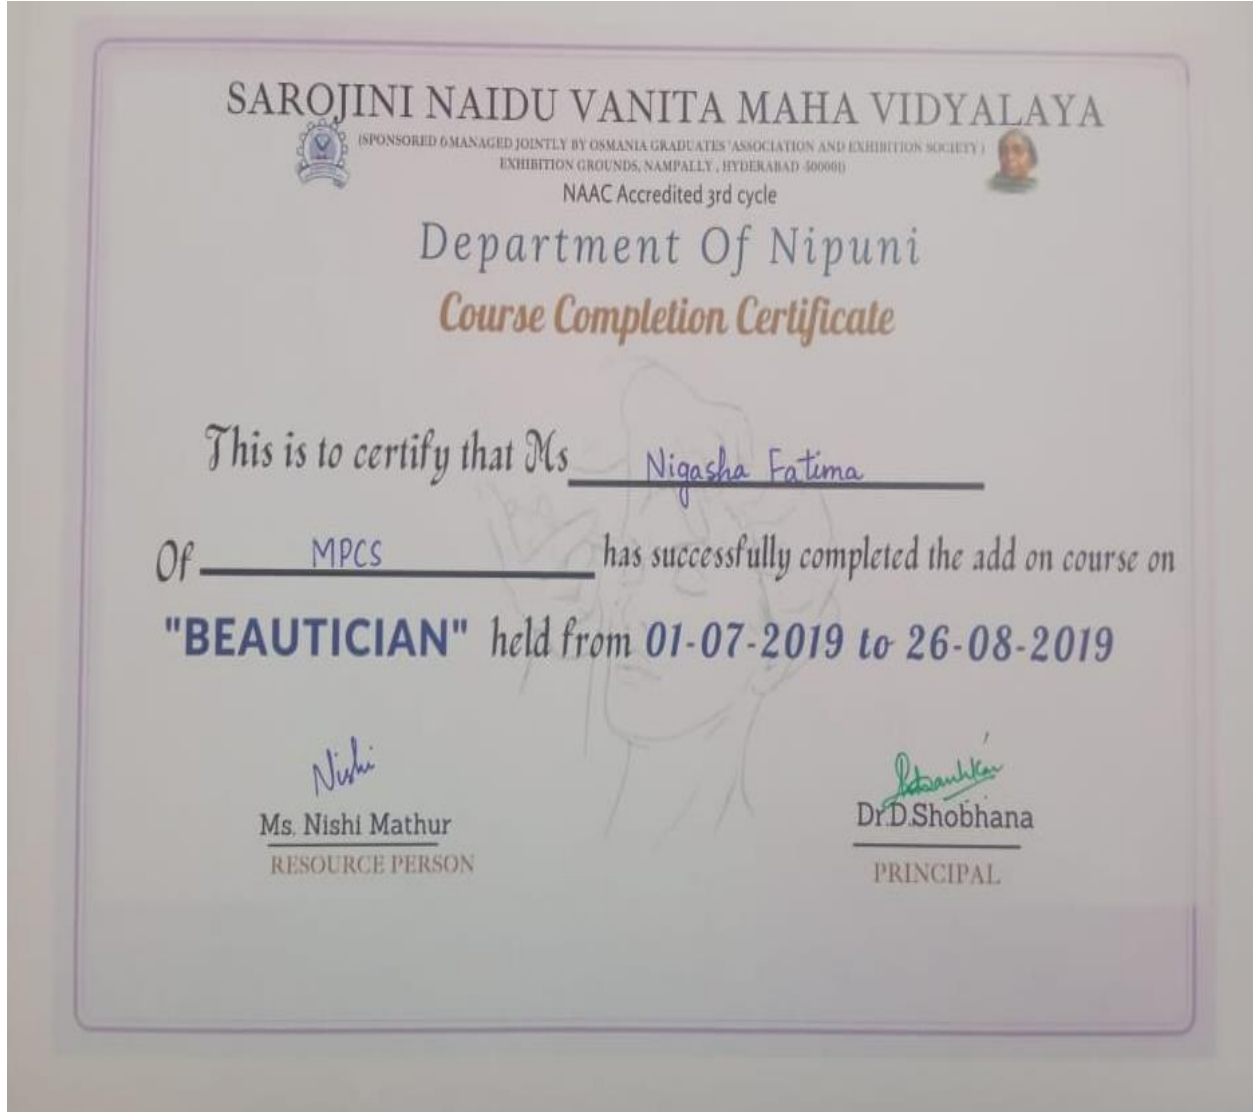 SAROJINI NAIDU VANITA MAHA VIDYALAYA
(SPONSORED &MANAGED JOINTLY BY OSMANIA GRADUATES 'ASSOCIATION AND EXHIBITION SOCIETY )
EXHIBITION GROUNDS, NAMPALLY , HYDERABAD -500001)
NAAC Accredited 3rd cycle
Department Of Nipuni
Course Completion Certificate
This is to certify that Ms Nigasha Fatima
Of MPCS has successfully completed the add on course on
"BEAUTICIAN" held from 01-07-2019 to 26-08-2019
Nishi
Ms. Nishi Mathur
Dr.D.Shobhana
RESOURCE PERSON
PRINCIPAL